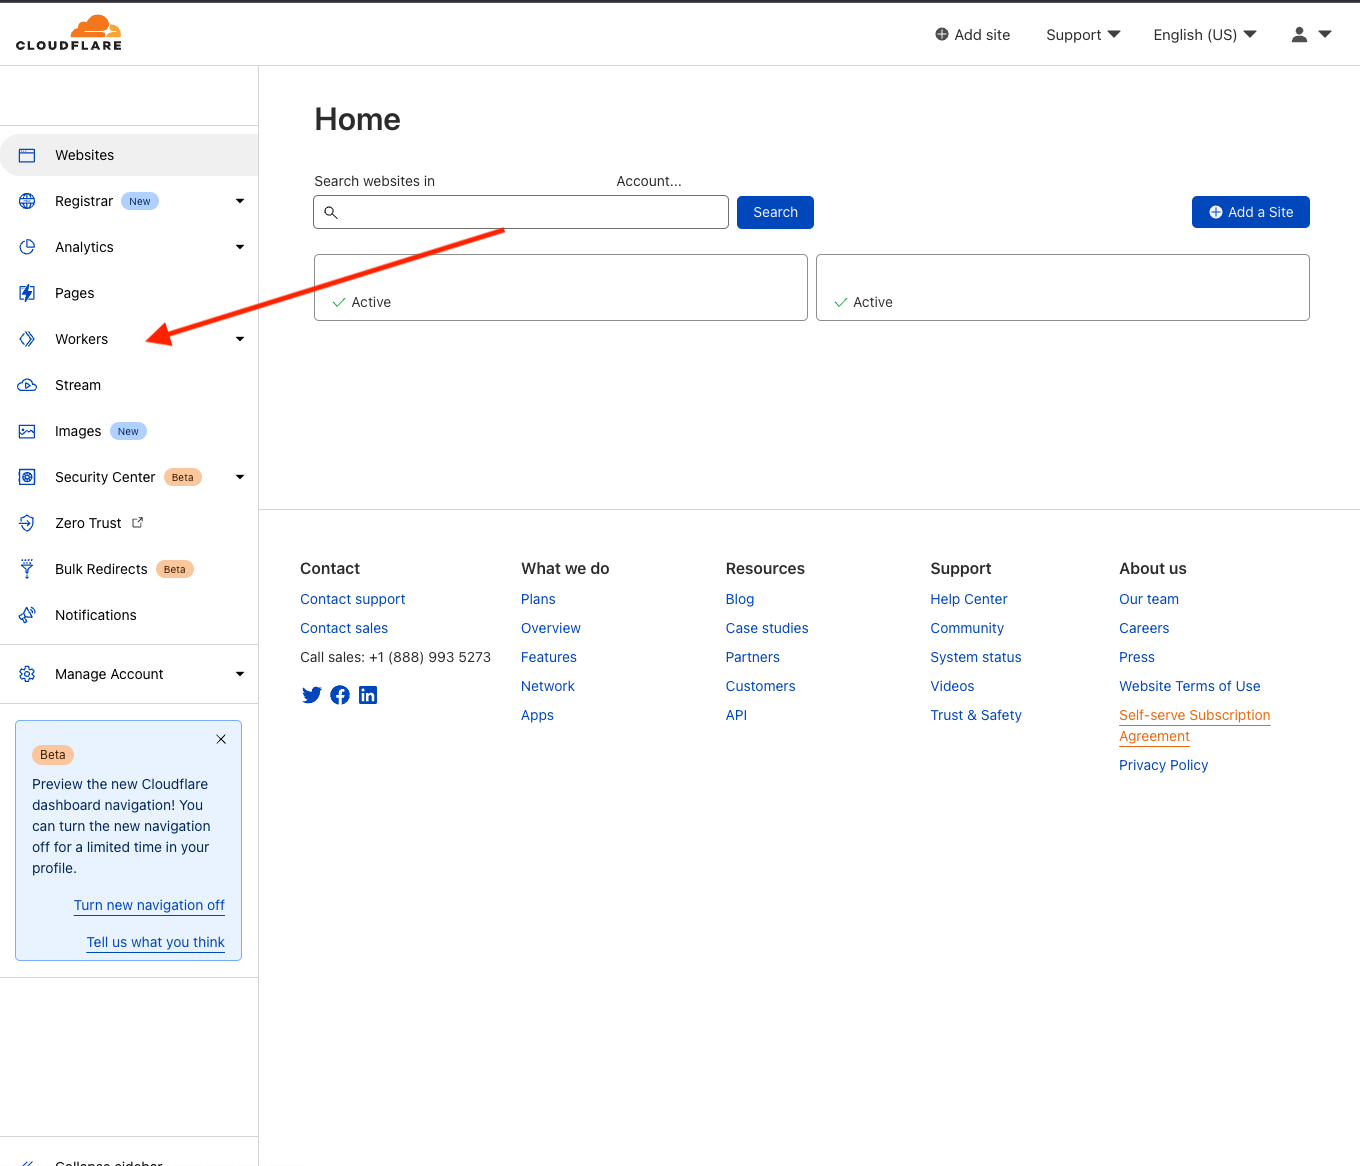 CLOUDFLARE
Add site
Support
English (US)
Websites
Registrar New
Analytics
Pages
Workers
Stream
Images New
Security Center Beta
Zero Trust
Bulk Redirects Beta
Notifications
Manage Account
Beta
Preview the new Cloudflare
dashboard navigation! You
can turn the new navigation
off for a limited time in your
profile.
Turn new navigation off
Tell us what you think
Collapse sidebar
Home
Search websites in Account...
Search
Add a Site
Active
Active
Contact
Contact support
Contact sales
Call sales: +1 (888) 993 5273
What we do
Plans
Overview
Features
Network
Apps
Resources
Blog
Case studies
Partners
Customers
API
Support
Help Center
Community
System status
Videos
Trust & Safety
About us
Our team
Careers
Press
Website Terms of Use
Self-serve Subscription
Agreement
Privacy Policy